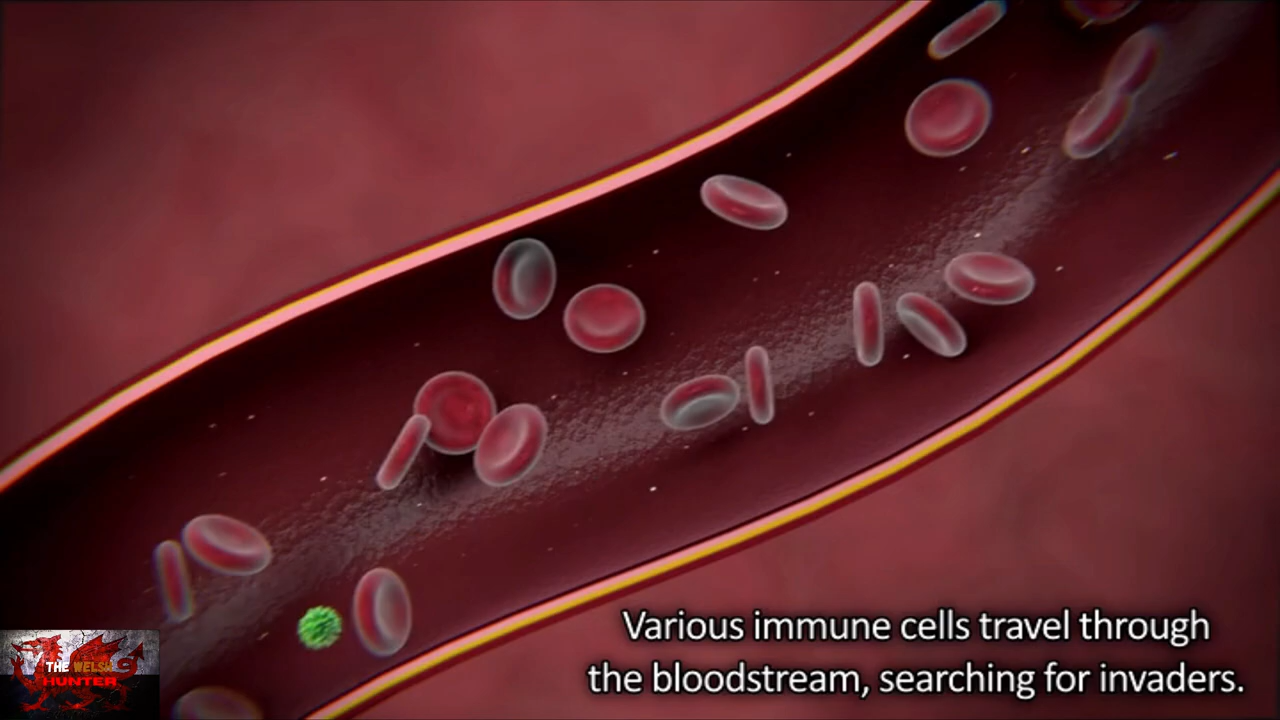 Various immune cells travel through
the bloodstream, searching for invaders.
THE WELSH
HUNTER